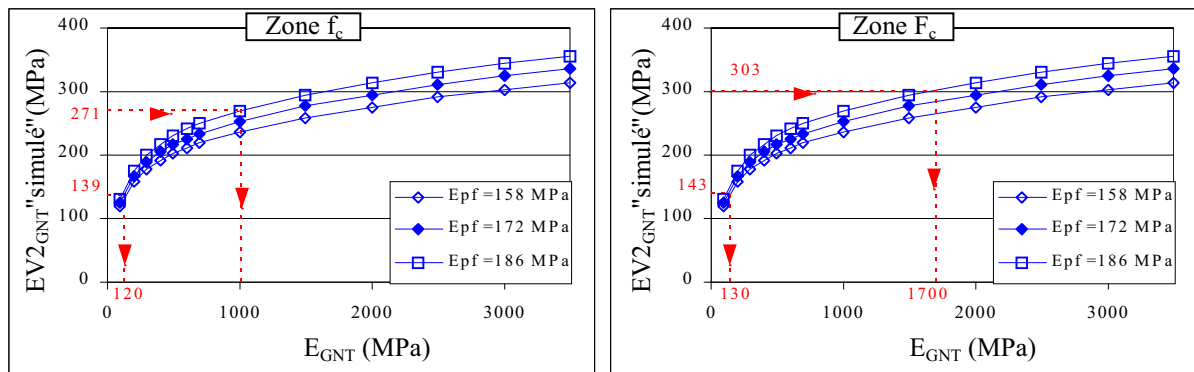 Zone fc
EV2GNT"simulé" (MPa)
400
300
271
200
139
100
0
120
0
1000
2000
3000
EGNT (MPa)
Epf =158 MPa
Epf =172 MPa
Epf =186 MPa
Zone Fc
EV2GNT"simulé" (MPa)
400
303
300
200
143
100
0
130
1700
0
1000
2000
3000
EGNT (MPa)
Epf =158 MPa
Epf =172 MPa
Epf =186 MPa